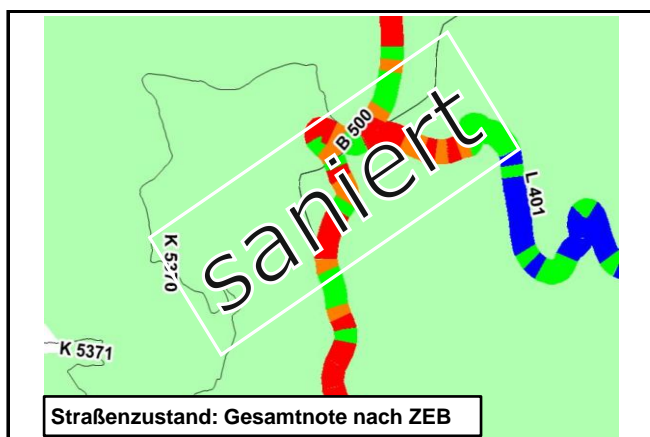 B 500
saniert
L 401
K 5370
K 5371
Straßenzustand: Gesamtnote nach ZEB